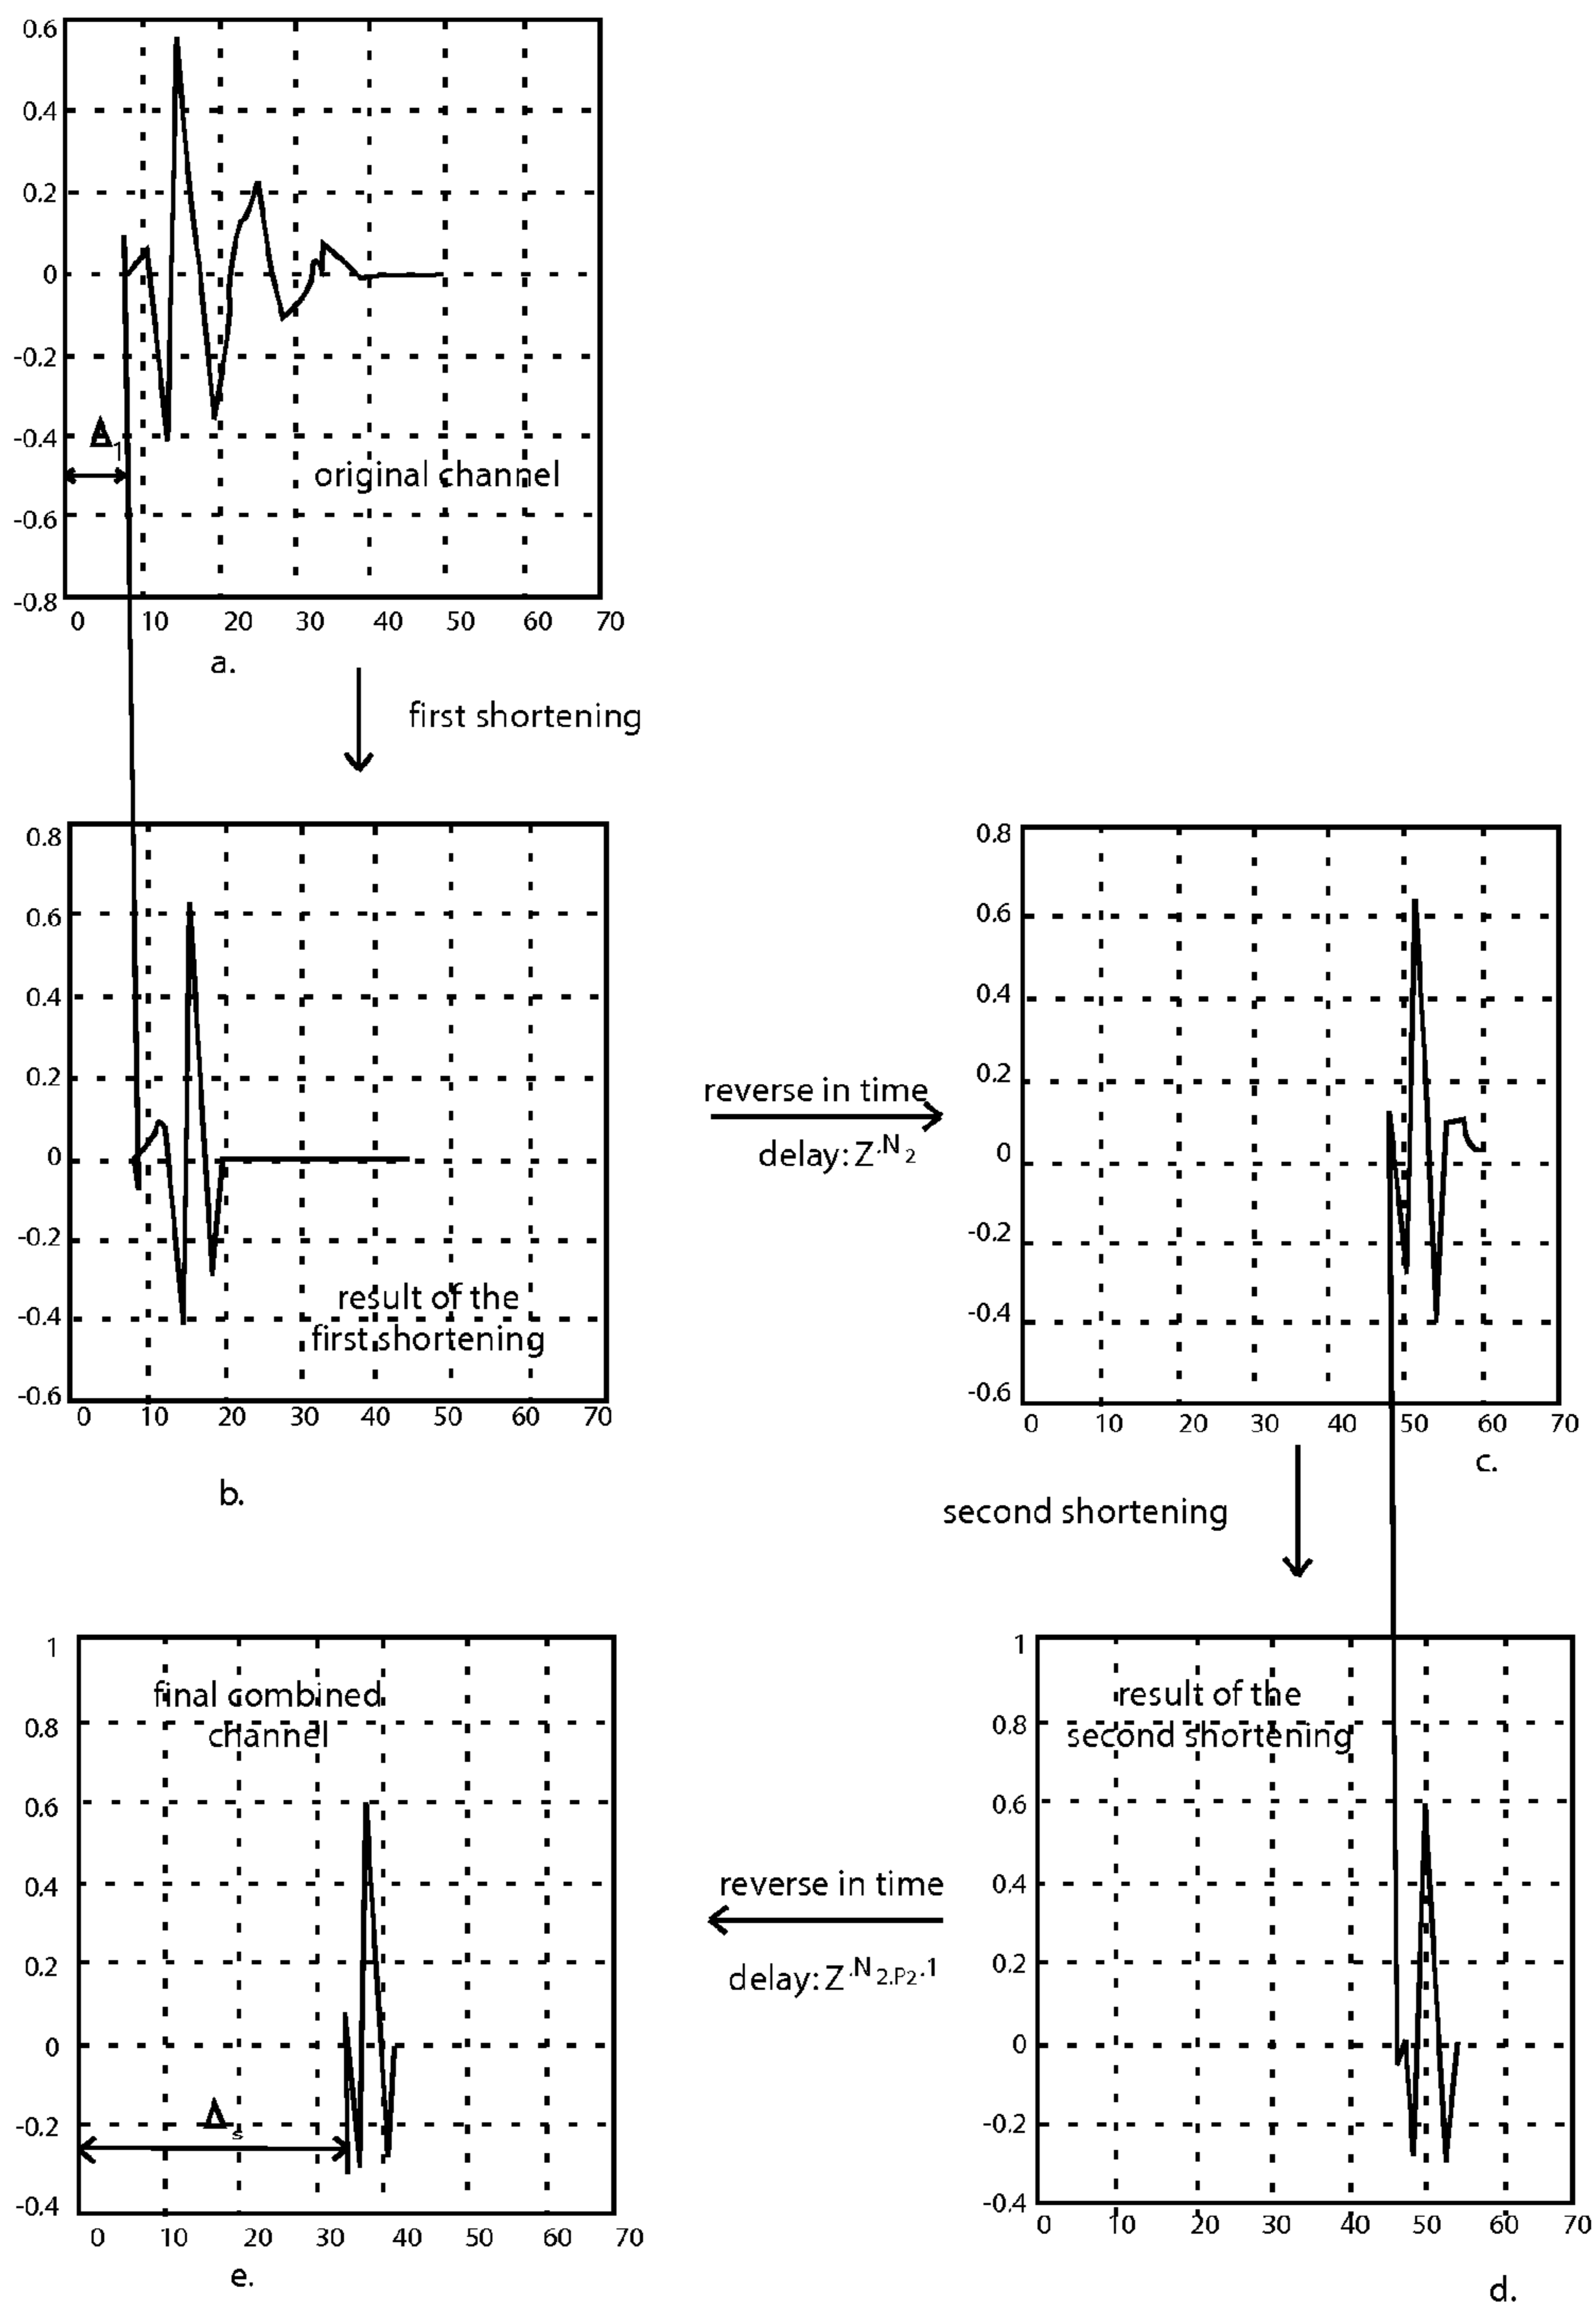 0.6
0.4
0.2
0
-0.2
-0.4
-0.6
-0.8
Δ1
original channel
0 10 20 30 40 50 60 70
a.
first shortening
0.8
0.6
0.4
0.2
0
-0.2
-0.4
-0.6
result of the
first shortening
0 10 20 30 40 50 60 70
b.
reverse in time
delay: Z·N2
0.8
0.6
0.4
0.2
0
-0.2
-0.4
-0.6
0 10 20 30 40 50 60 70
c.
second shortening
1
0.8
0.6
0.4
0.2
0
-0.2
-0.4
final combined
channel
Δs
0 10 20 30 40 50 60 70
e.
reverse in time
delay: Z·N2.P2·1
1
0.8
0.6
0.4
0.2
0
-0.2
-0.4
result of the
second shortening
0 10 20 30 40 50 60 70
d.